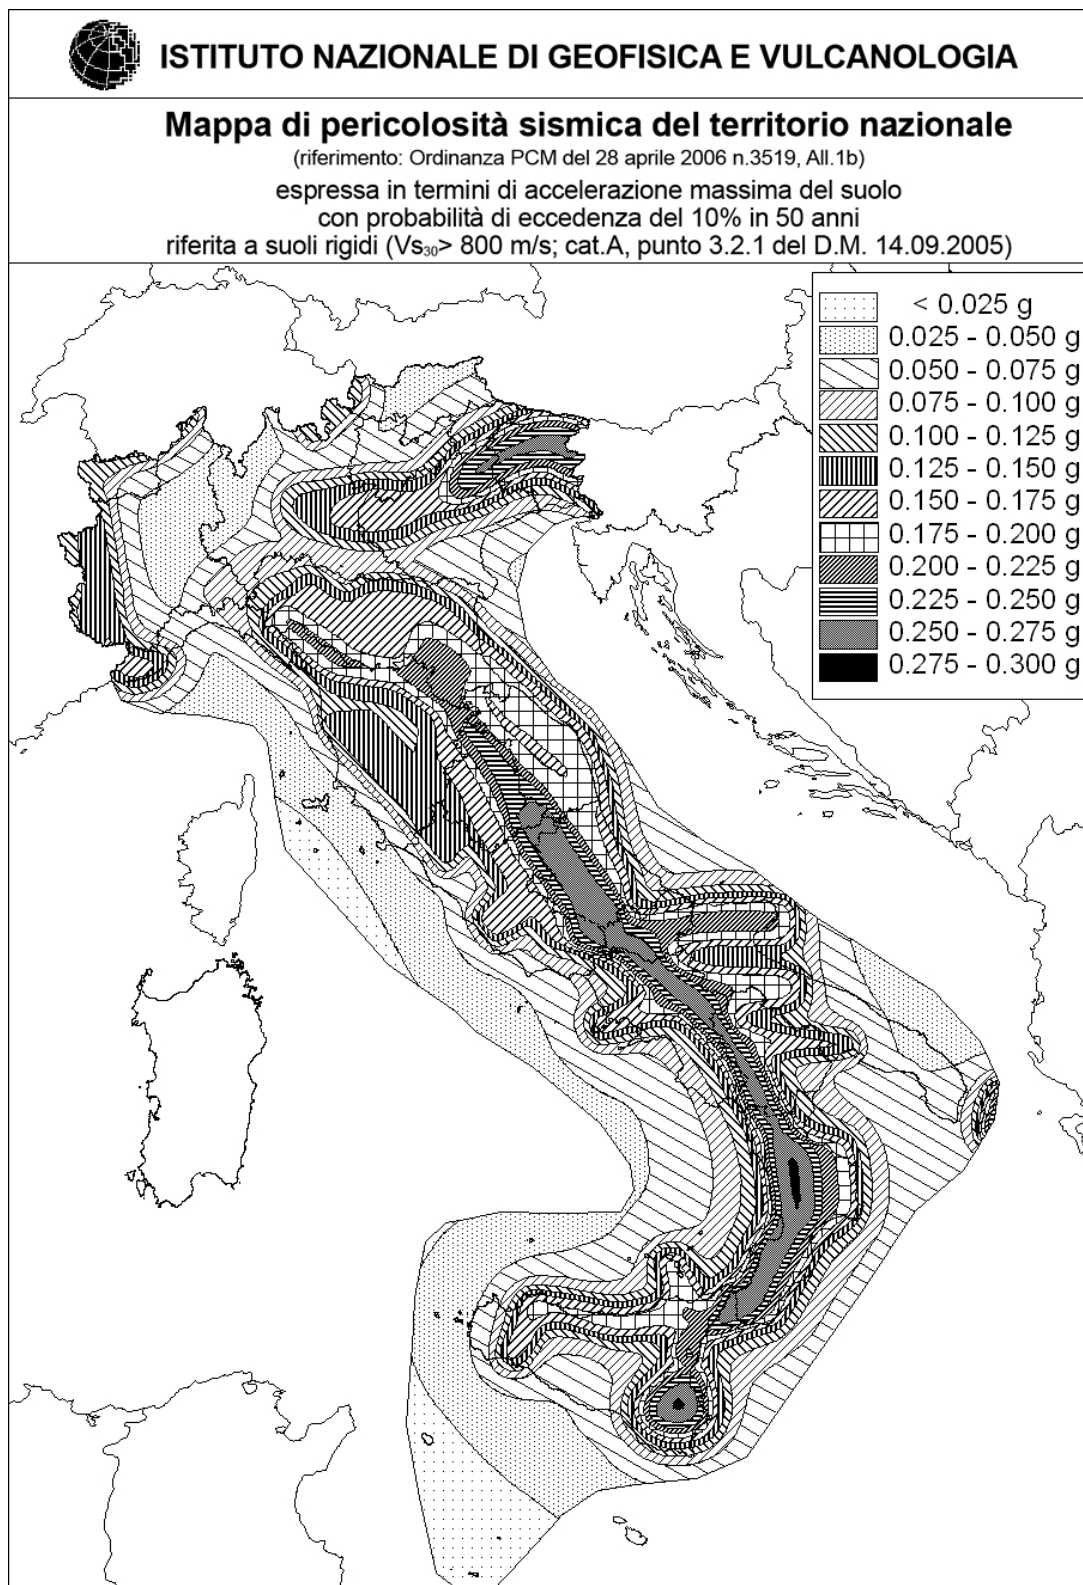 ISTITUTO NAZIONALE DI GEOFISICA E VULCANOLOGIA
Mappa di pericolosità sismica del territorio nazionale
(riferimento: Ordinanza PCM del 28 aprile 2006 n.3519, All.1b)
espressa in termini di accelerazione massima del suolo
con probabilità di eccedenza del 10% in 50 anni
riferita a suoli rigidi (Vs₃₀> 800 m/s; cat.A, punto 3.2.1 del D.M. 14.09.2005)
< 0.025 g
0.025 - 0.050 g
0.050 - 0.075 g
0.075 - 0.100 g
0.100 - 0.125 g
0.125 - 0.150 g
0.150 - 0.175 g
0.175 - 0.200 g
0.200 - 0.225 g
0.225 - 0.250 g
0.250 - 0.275 g
0.275 - 0.300 g